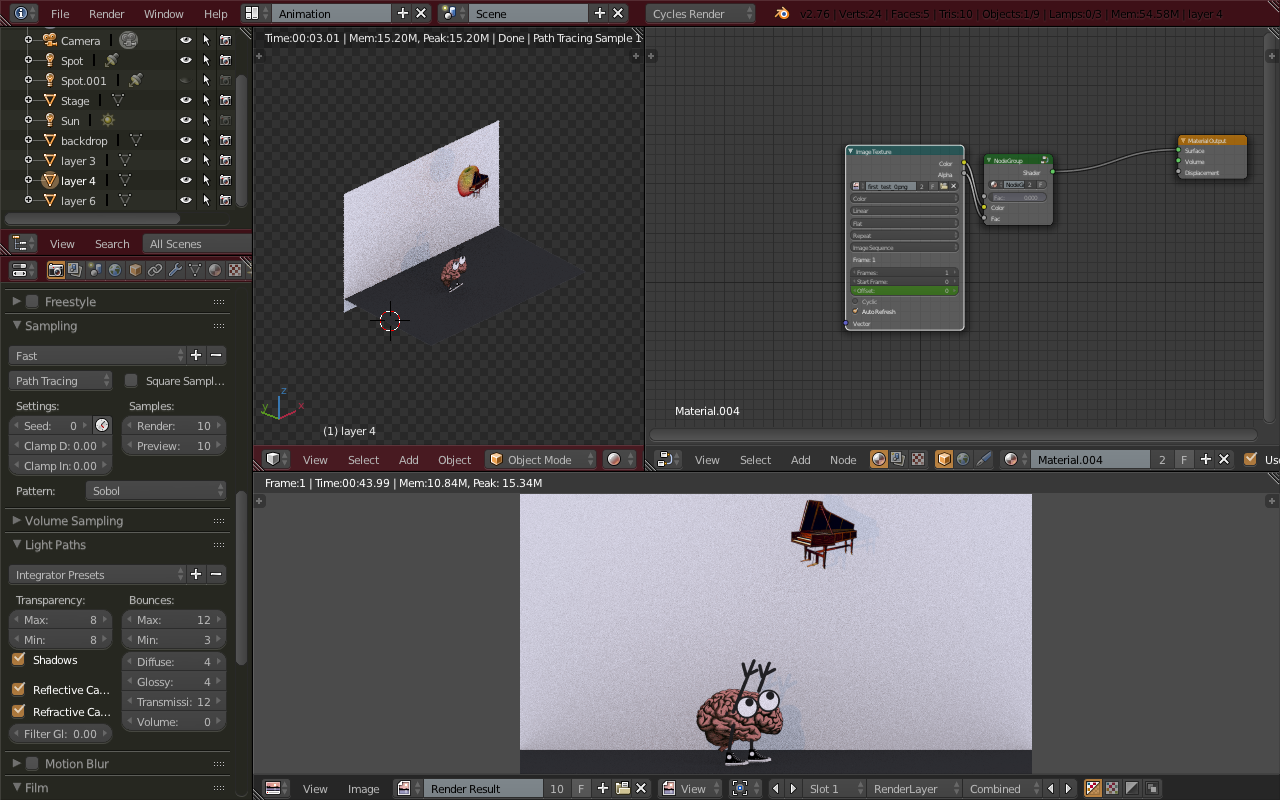 File Render Window Help Animation Scene Cycles Render v2.76 | Verts:24 | Faces:5 | Tris:10 | Objects:1/9 | Lamps:0/3 | Mem:54.58M | layer 4
Camera
Spot
Spot.001
Stage
Sun
backdrop
layer 3
layer 4
layer 6
View Search All Scenes
Freestyle
Sampling
Fast
Path Tracing Square Sampl...
Settings: Samples:
Seed: 0 Render: 10
Clamp D: 0.00 Preview: 10
Clamp In: 0.00
Pattern: Sobol
Volume Sampling
Light Paths
Integrator Presets
Transparency: Bounces:
Max: 8 Max: 12
Min: 8 Min: 3
Shadows Diffuse: 4
Glossy: 4
Reflective Ca... Transmissi: 12
Refractive Ca... Volume: 0
Filter Gl: 0.00
Motion Blur
Film
Time:00:03.01 | Mem:15.20M, Peak:15.20M | Done | Path Tracing Sample 1
z
y x
(1) layer 4
View Select Add Object Object Mode
Image Texture
Color
Alpha
first_test_0.png 2 F
Color
Linear
Flat
Repeat
Image Sequence
Frame: 1
Frames: 1
Start Frame: 0
Offset: 0
Cyclic
Auto Refresh
Vector
NodeGroup
Shader
NodeG 2 F
Fac: 0.000
Color
Fac
Material Output
Surface
Volume
Displacement
Material.004
View Select Add Node Material.004 2 F Us
Frame:1 | Time:00:43.99 | Mem:10.84M, Peak: 15.34M
View Image Render Result 10 F View Slot 1 RenderLayer Combined